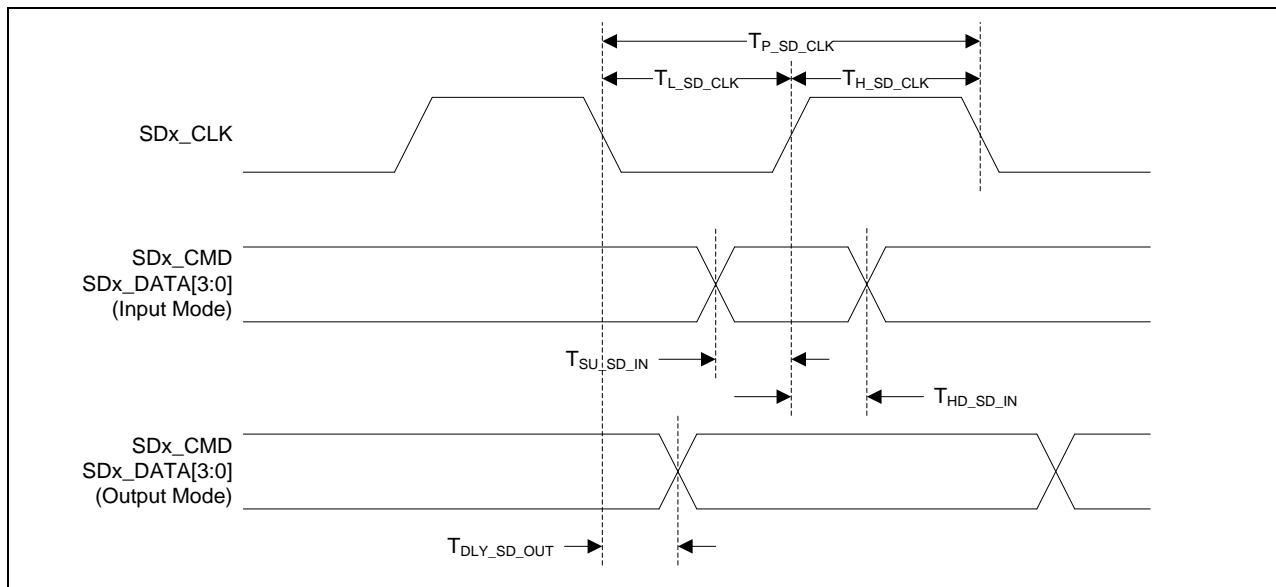 T_P_SD_CLK
T_L_SD_CLK
T_H_SD_CLK
SDx_CLK
SDx_CMD
SDx_DATA[3:0]
(Input Mode)
T_SU_SD_IN
T_HD_SD_IN
SDx_CMD
SDx_DATA[3:0]
(Output Mode)
T_DLY_SD_OUT